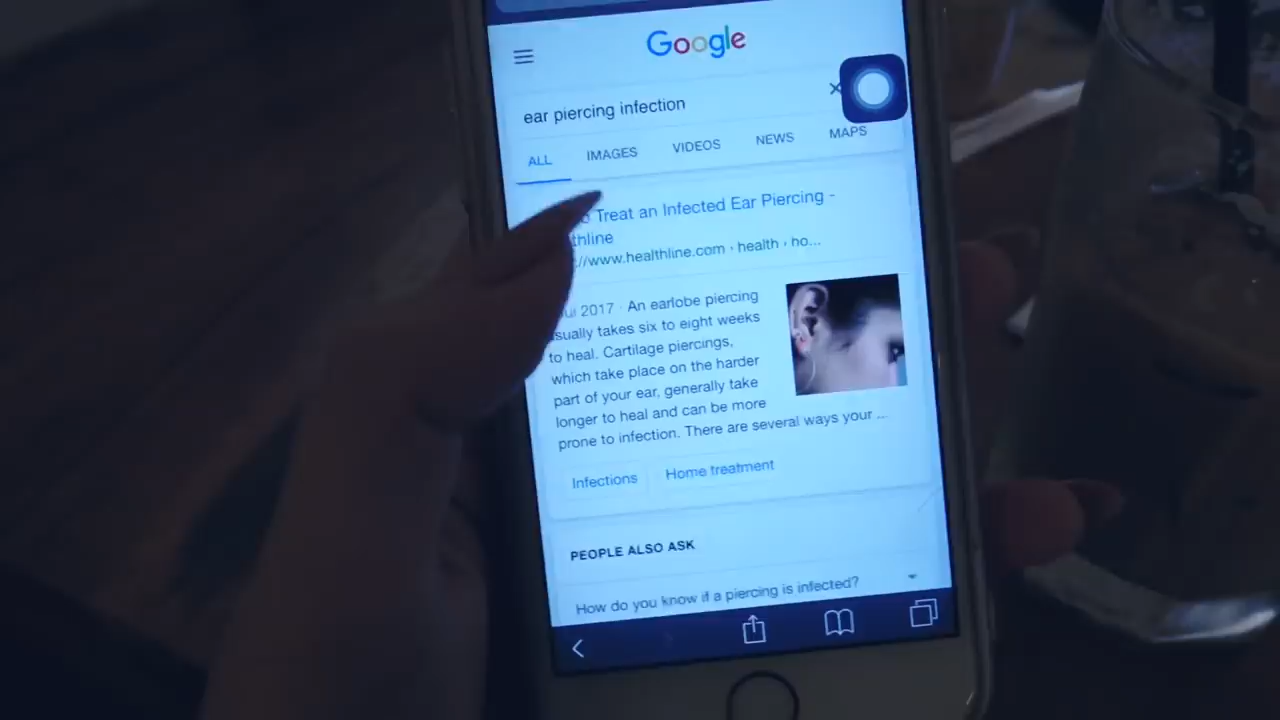 Google
ear piercing infection
ALL IMAGES VIDEOS NEWS MAPS
Treat an Infected Ear Piercing -
thline
://www.healthline.com › health › ho...
Jul 2017 · An earlobe piercing
usually takes six to eight weeks
to heal. Cartilage piercings,
which take place on the harder
part of your ear, generally take
longer to heal and can be more
prone to infection. There are several ways your ...
Infections Home treatment
PEOPLE ALSO ASK
How do you know if a piercing is infected?